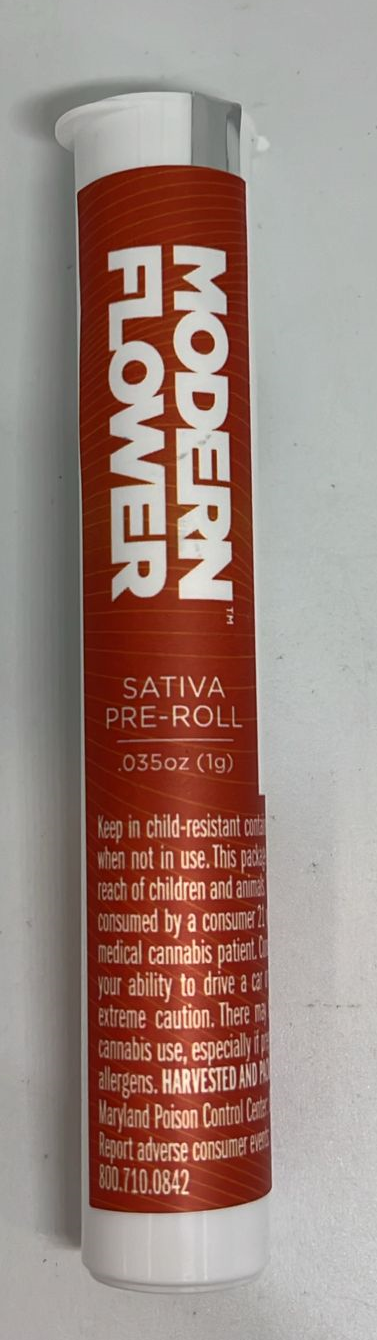 MODERN
FLOWER
TM
SATIVA
PRE-ROLL
.035oz (1g)
Keep in child-resistant
when not in use. This
reach of children and
consumed by a consumer 21
medical cannabis patient.
your ability to drive a car
extreme caution. There may
cannabis use, especially if
allergens. HARVESTED AND
Maryland Poison Control
Report adverse consumer
800.710.0842